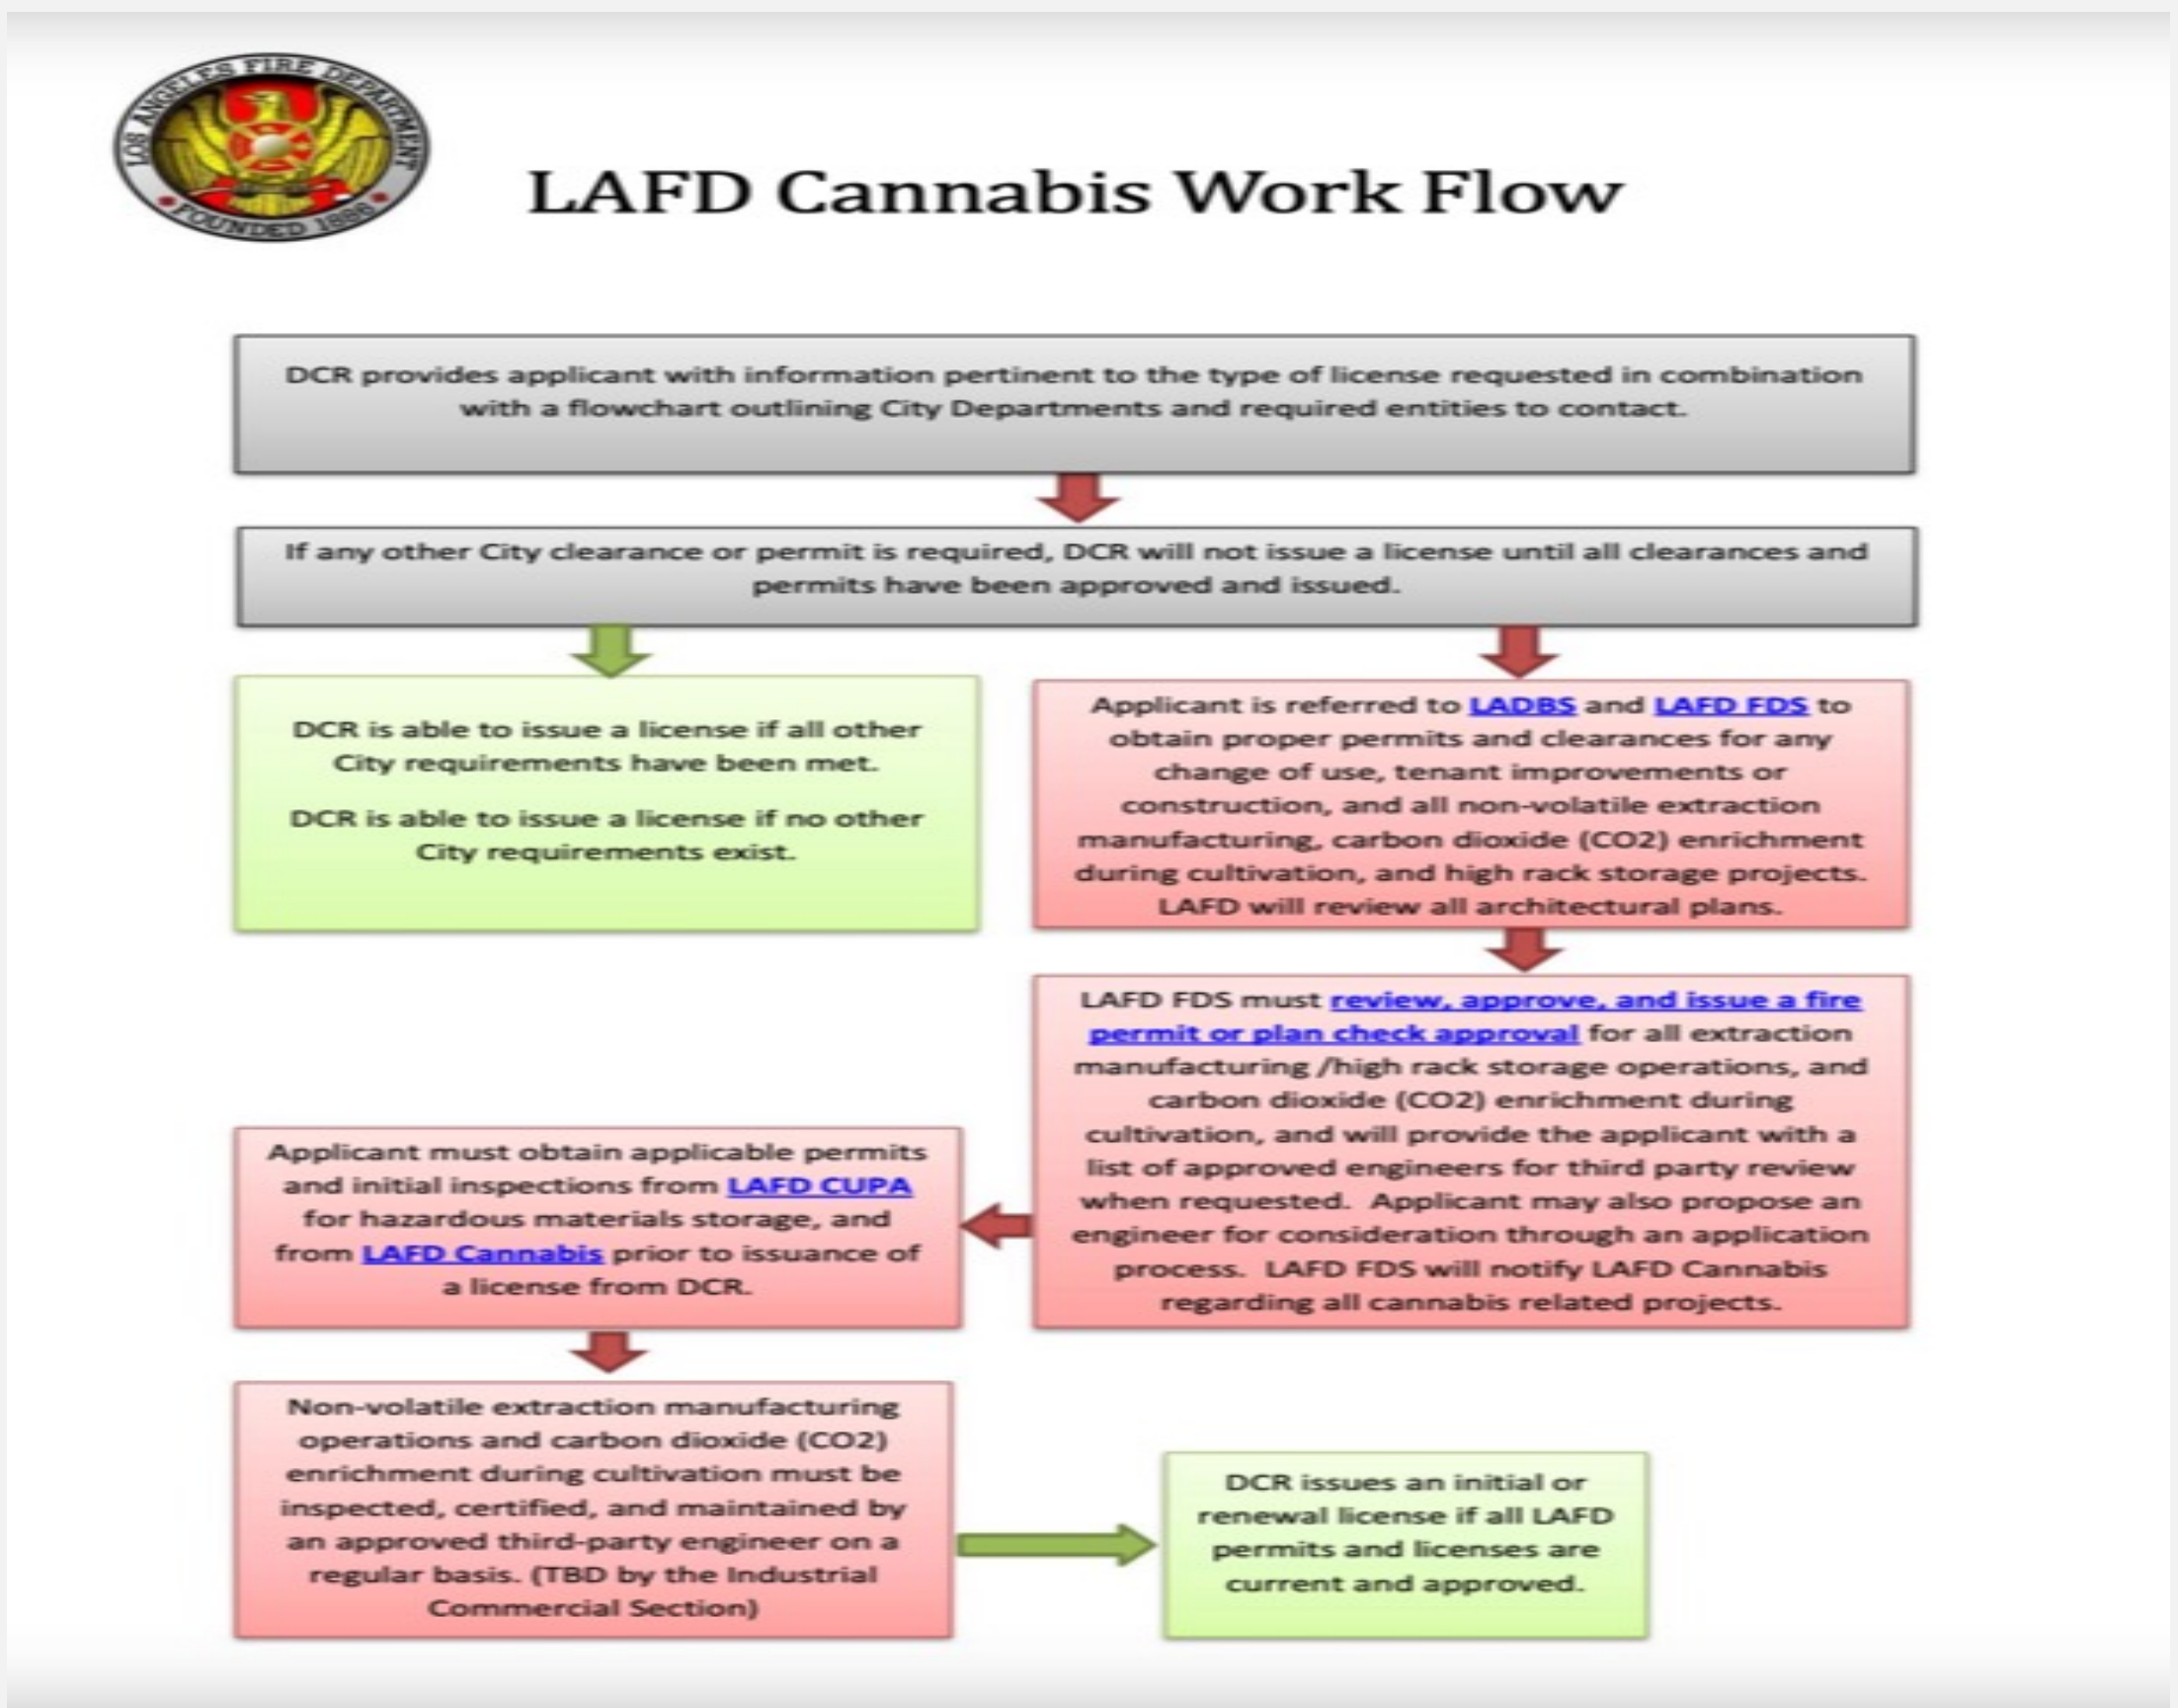 LOS ANGELES FIRE DEPARTMENT
FOUNDED 1886
LAFD Cannabis Work Flow
DCR provides applicant with information pertinent to the type of license requested in combination
with a flowchart outlining City Departments and required entities to contact.
If any other City clearance or permit is required, DCR will not issue a license until all clearances and
permits have been approved and issued.
DCR is able to issue a license if all other
City requirements have been met.
DCR is able to issue a license if no other
City requirements exist.
Applicant is referred to LADBS and LAFD FDS to
obtain proper permits and clearances for any
change of use, tenant improvements or
construction, and all non-volatile extraction
manufacturing, carbon dioxide (CO2) enrichment
during cultivation, and high rack storage projects.
LAFD will review all architectural plans.
LAFD FDS must review, approve, and issue a fire
permit or plan check approval for all extraction
manufacturing /high rack storage operations, and
carbon dioxide (CO2) enrichment during
cultivation, and will provide the applicant with a
list of approved engineers for third party review
when requested. Applicant may also propose an
engineer for consideration through an application
process. LAFD FDS will notify LAFD Cannabis
regarding all cannabis related projects.
Applicant must obtain applicable permits
and initial inspections from LAFD CUPA
for hazardous materials storage, and
from LAFD Cannabis prior to issuance of
a license from DCR.
Non-volatile extraction manufacturing
operations and carbon dioxide (CO2)
enrichment during cultivation must be
inspected, certified, and maintained by
an approved third-party engineer on a
regular basis. (TBD by the Industrial
Commercial Section)
DCR issues an initial or
renewal license if all LAFD
permits and licenses are
current and approved.